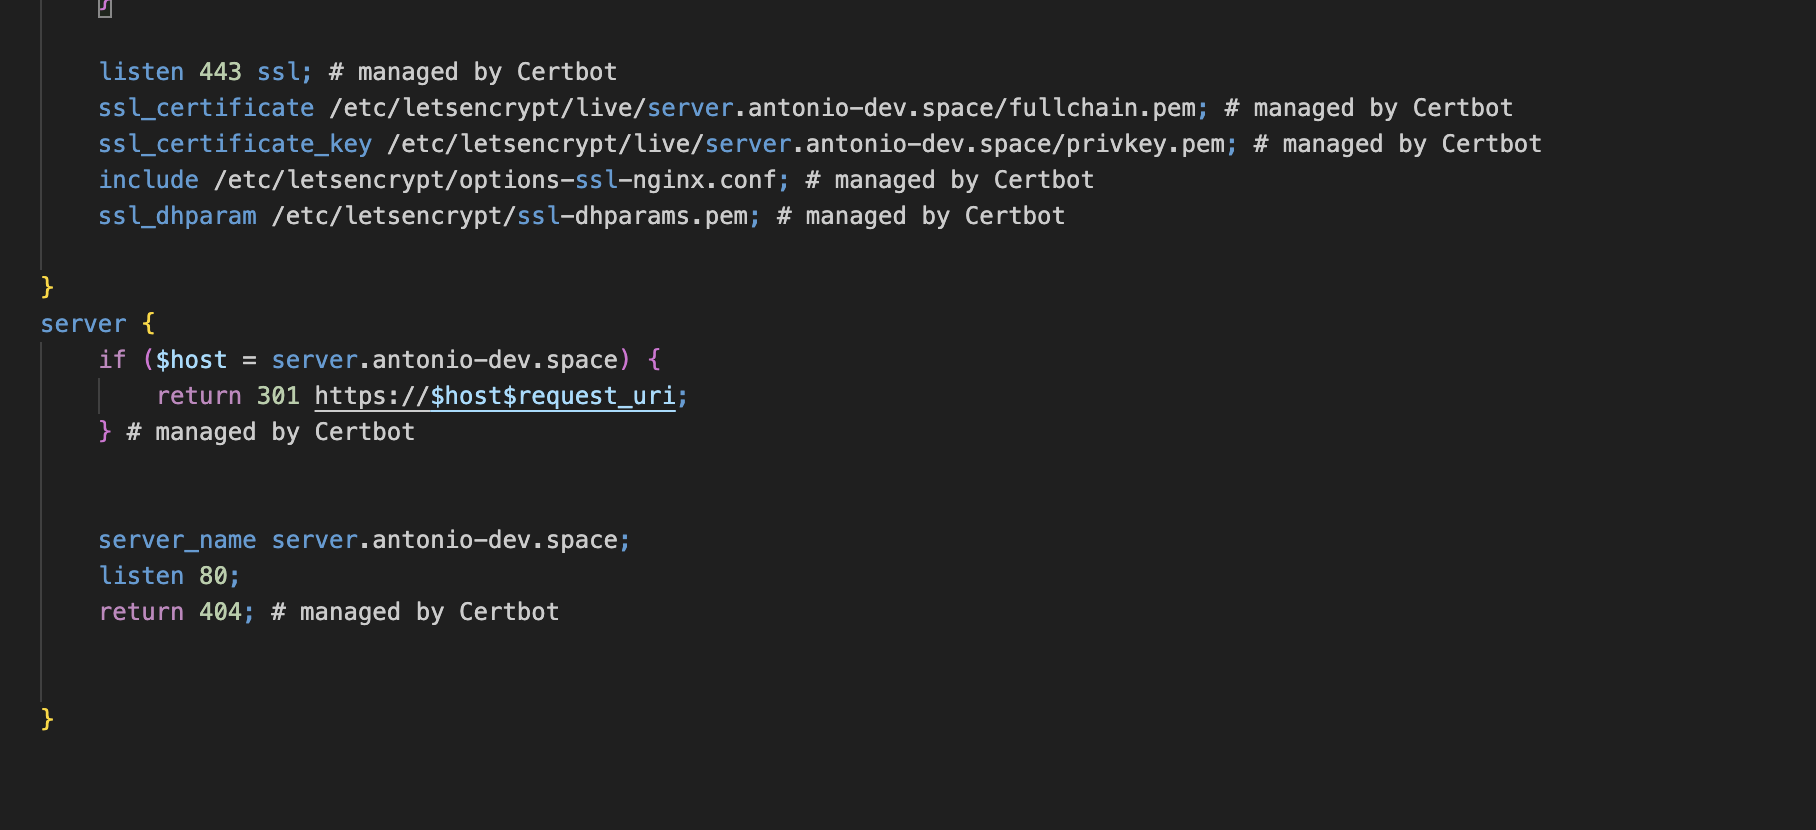 }
listen 443 ssl; # managed by Certbot
ssl_certificate /etc/letsencrypt/live/server.antonio-dev.space/fullchain.pem; # managed by Certbot
ssl_certificate_key /etc/letsencrypt/live/server.antonio-dev.space/privkey.pem; # managed by Certbot
include /etc/letsencrypt/options-ssl-nginx.conf; # managed by Certbot
ssl_dhparam /etc/letsencrypt/ssl-dhparams.pem; # managed by Certbot
}
server {
if ($host = server.antonio-dev.space) {
return 301 https://$host$request_uri;
} # managed by Certbot
server_name server.antonio-dev.space;
listen 80;
return 404; # managed by Certbot
}